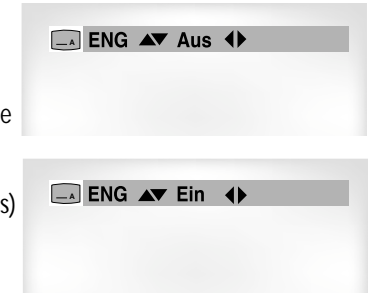 A ENG ▲▼ Aus ◀▶
e
A ENG ▲▼ Ein ◀▶
s)